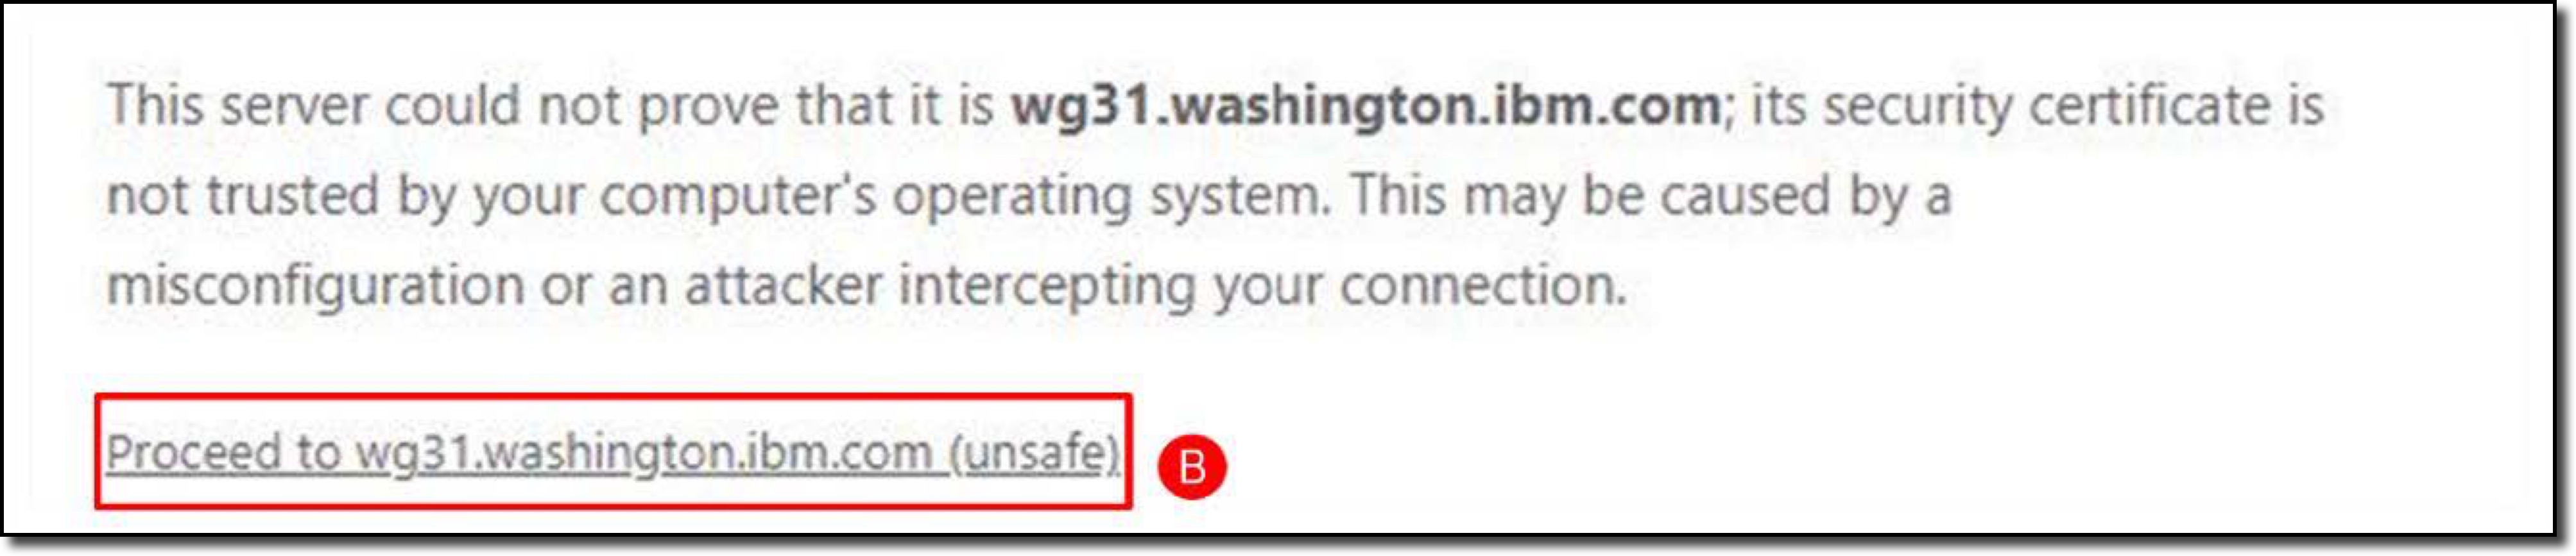 This server could not prove that it is wg31.washington.ibm.com; its security certificate is
not trusted by your computer's operating system. This may be caused by a
misconfiguration or an attacker intercepting your connection.
Proceed to wg31.washington.ibm.com (unsafe)
B